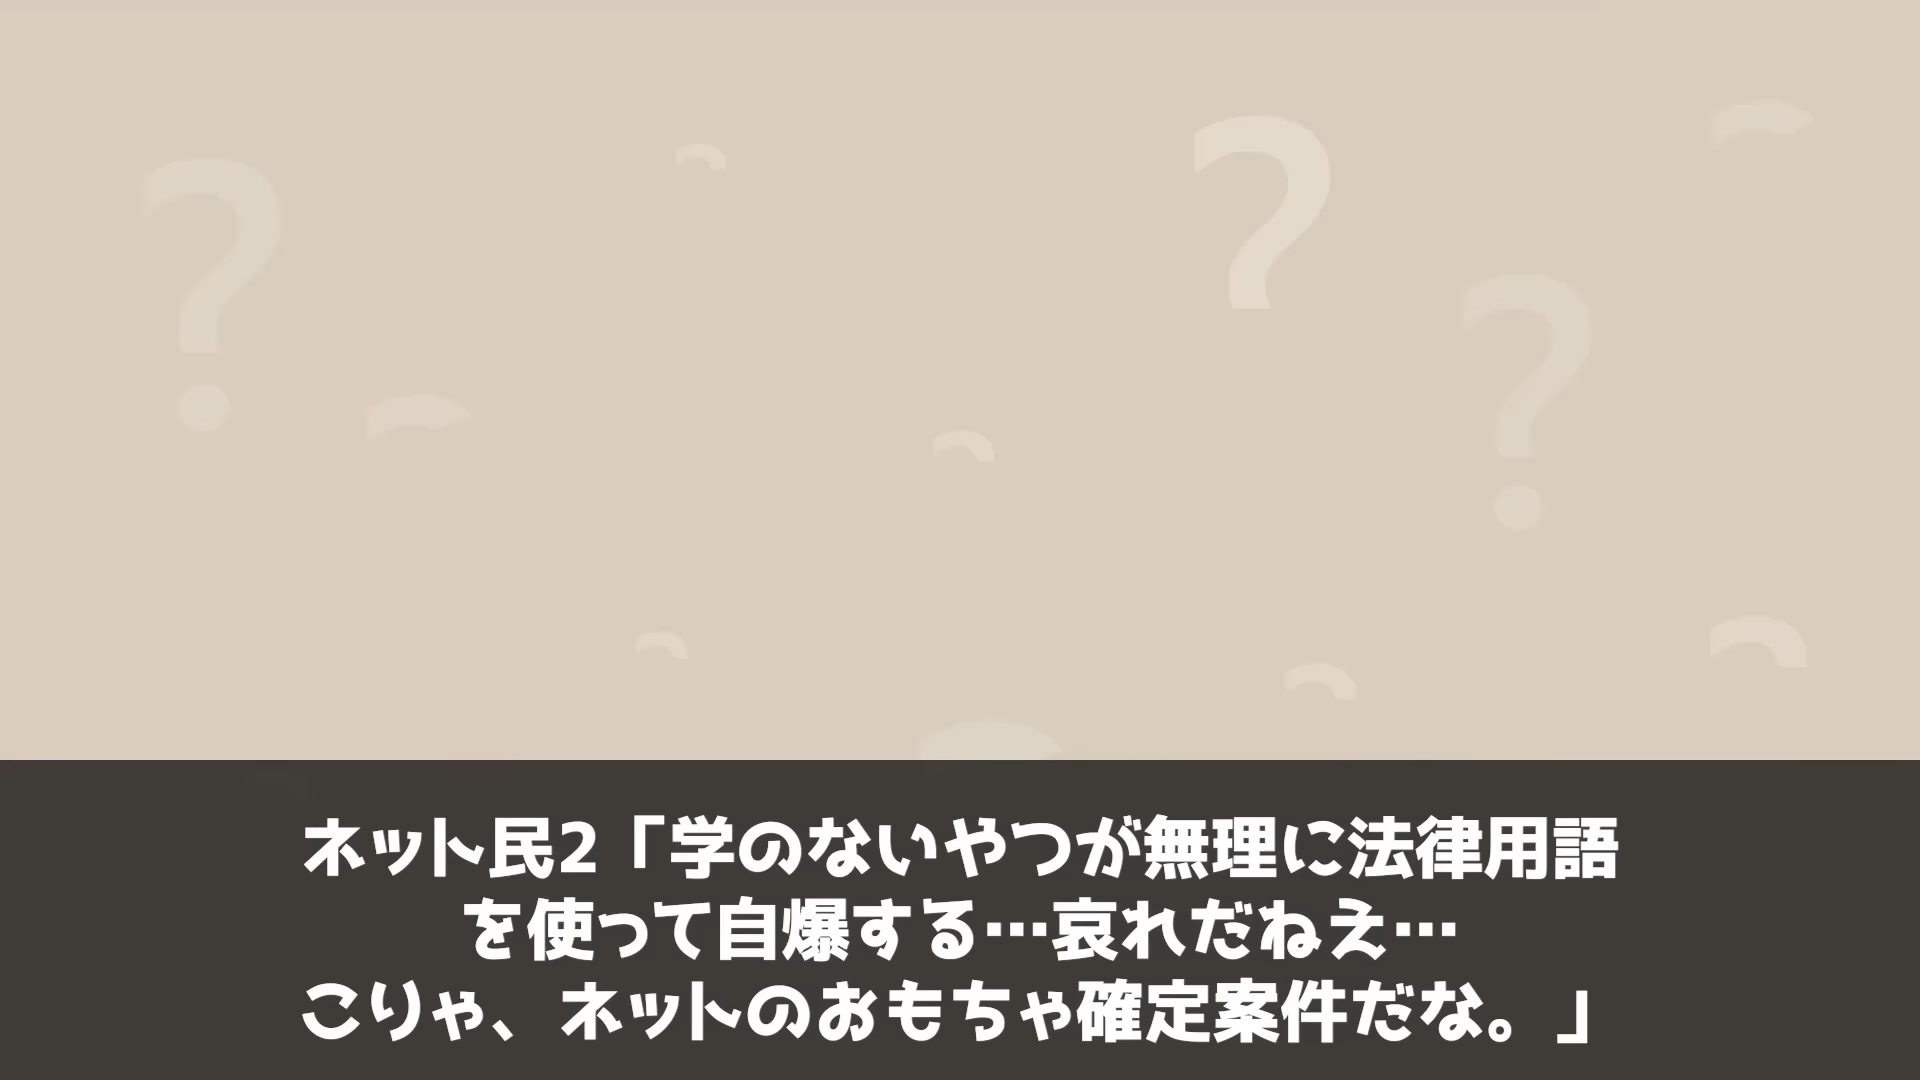 ネット民2「学のないやつが無理に法律用語
を使って自爆する…哀れだねえ…
こりゃ、ネットのおもちゃ確定案件だな。」